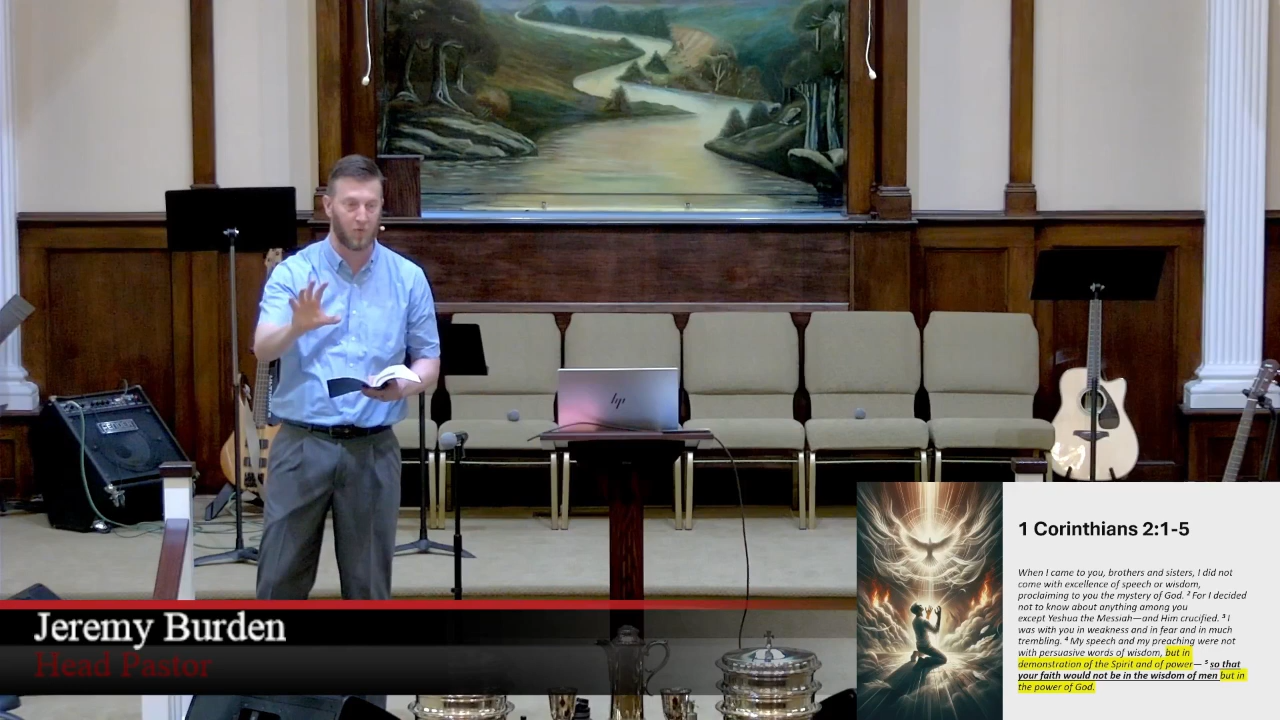 hp
1 Corinthians 2:1-5
When I came to you, brothers and sisters, I did not
come with excellence of speech or wisdom,
proclaiming to you the mystery of God. ² For I decided
not to know about anything among you
except Yeshua the Messiah—and Him crucified. ³ I
was with you in weakness and in fear and in much
trembling. ⁴ My speech and my preaching were not
with persuasive words of wisdom, but in
demonstration of the Spirit and of power— ⁵ so that
your faith would not be in the wisdom of men but in
the power of God.
Jeremy Burden
Head Pastor